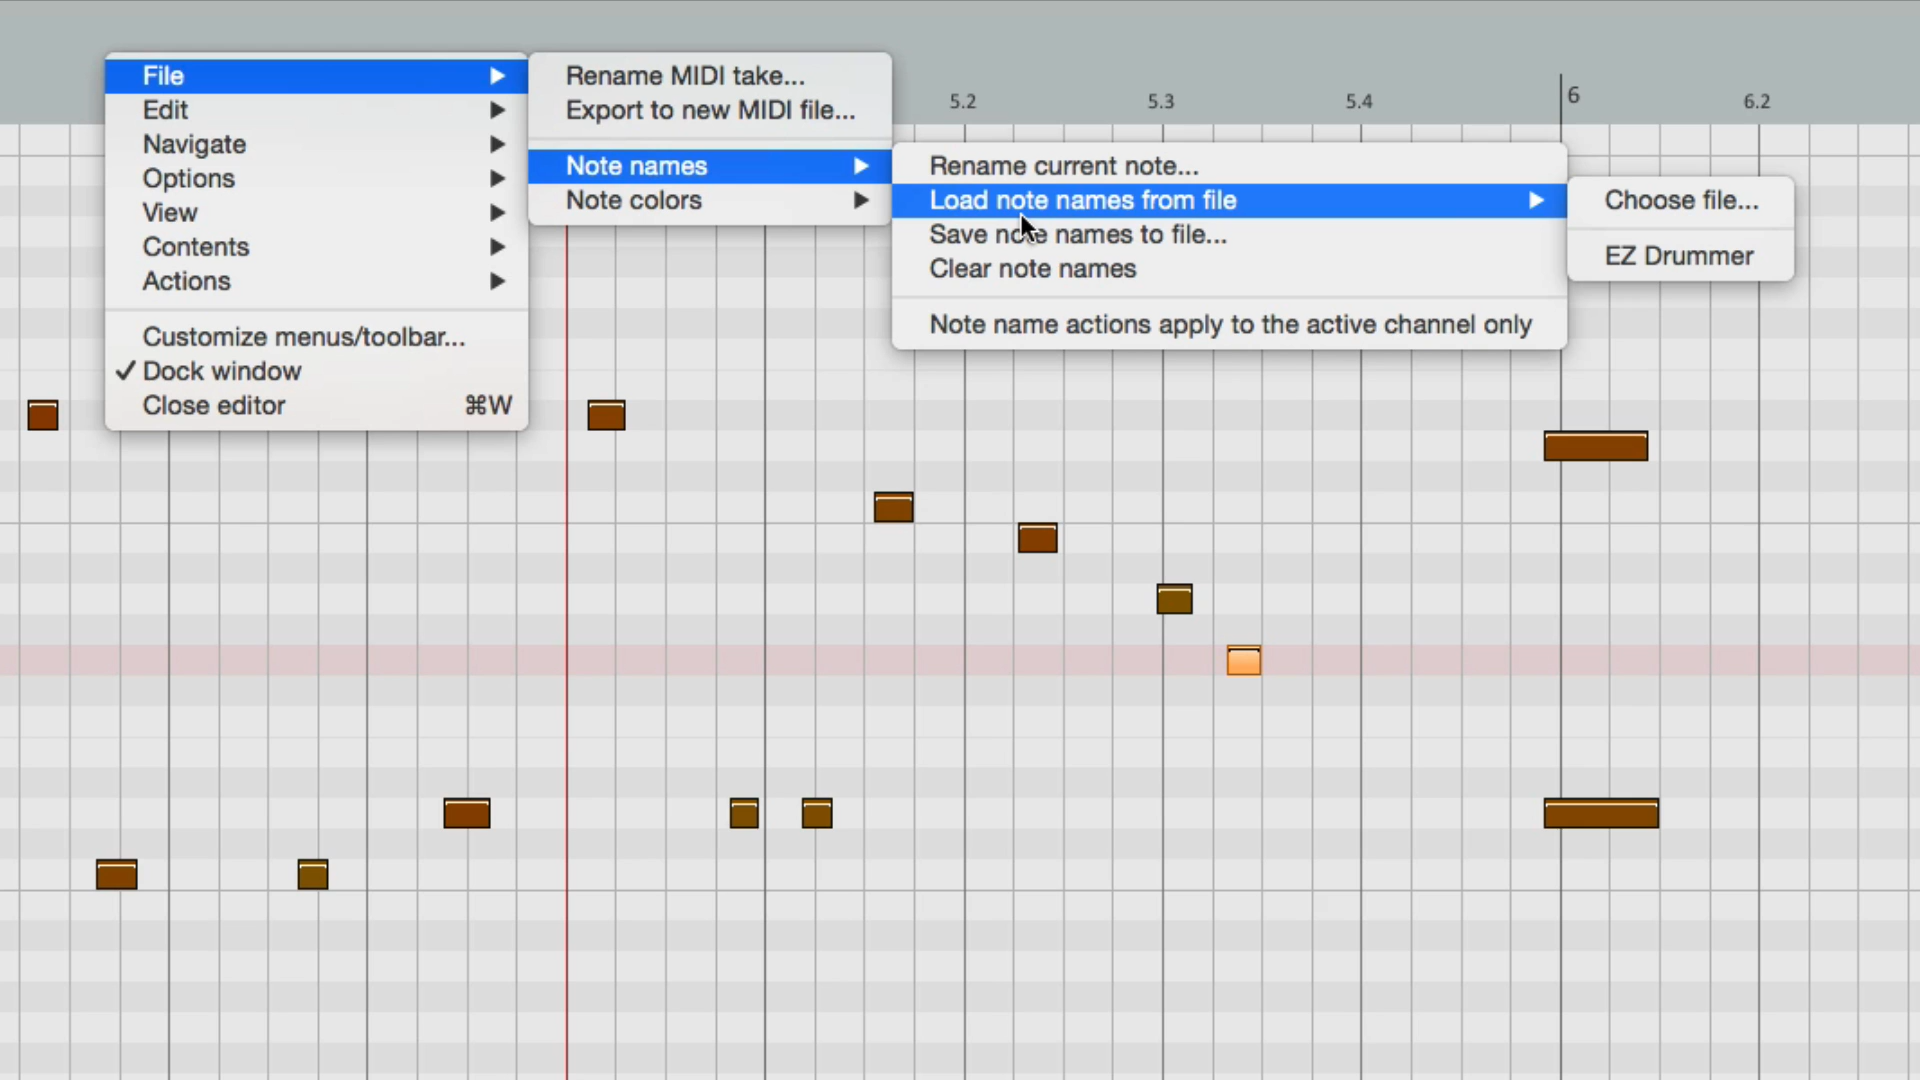 File
Edit
Navigate
Options
View
Contents
Actions
Customize menus/toolbar...
✓ Dock window
Close editor ⌘W
Rename MIDI take...
Export to new MIDI file...
Note names
Note colors
Rename current note...
Load note names from file
Save note names to file...
Clear note names
Note name actions apply to the active channel only
Choose file...
EZ Drummer
5.2 5.3 5.4 6 6.2